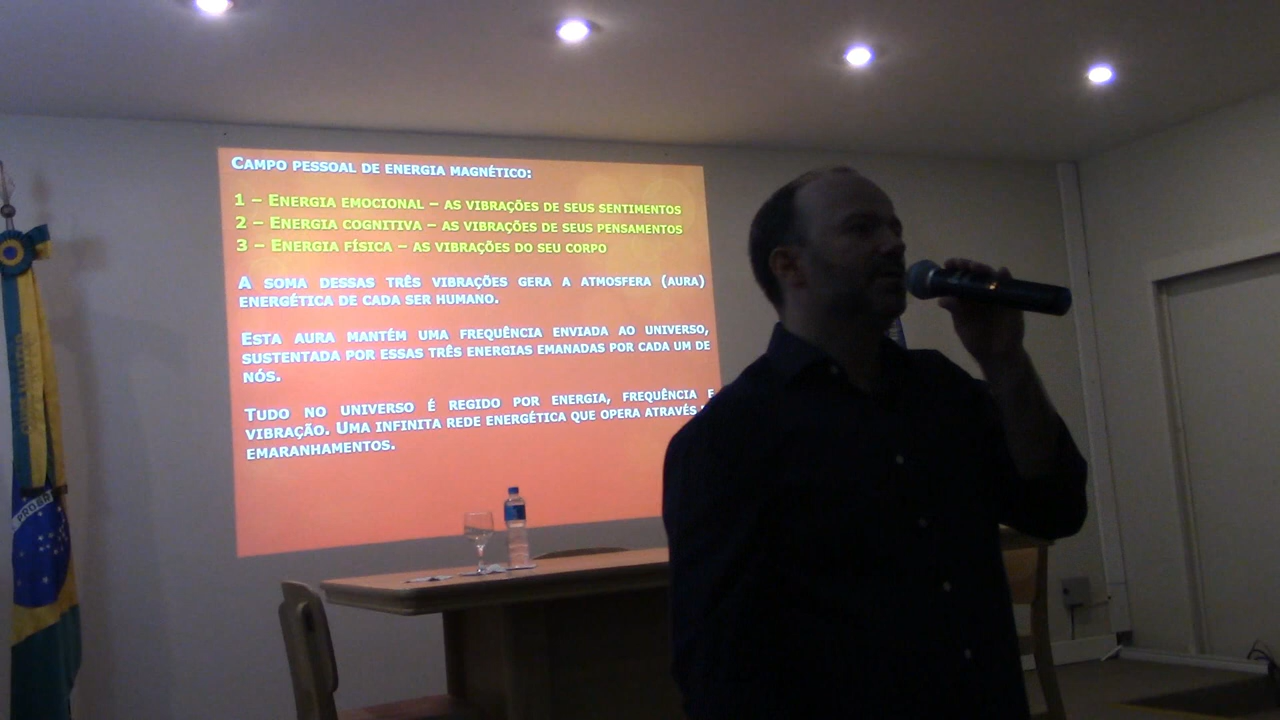 CAMPO PESSOAL DE ENERGIA MAGNÉTICO:
1 – ENERGIA EMOCIONAL – AS VIBRAÇÕES DE SEUS SENTIMENTOS
2 – ENERGIA COGNITIVA – AS VIBRAÇÕES DE SEUS PENSAMENTOS
3 – ENERGIA FÍSICA – AS VIBRAÇÕES DO SEU CORPO
A SOMA DESSAS TRÊS VIBRAÇÕES GERA A ATMOSFERA (AURA)
ENERGÉTICA DE CADA SER HUMANO.
ESTA AURA MANTÉM UMA FREQUÊNCIA ENVIADA AO UNIVERSO,
SUSTENTADA POR ESSAS TRÊS ENERGIAS EMANADAS POR CADA UM DE
NÓS.
TUDO NO UNIVERSO É REGIDO POR ENERGIA, FREQUÊNCIA E
VIBRAÇÃO. UMA INFINITA REDE ENERGÉTICA QUE OPERA ATRAVÉS
EMARANHAMENTOS.